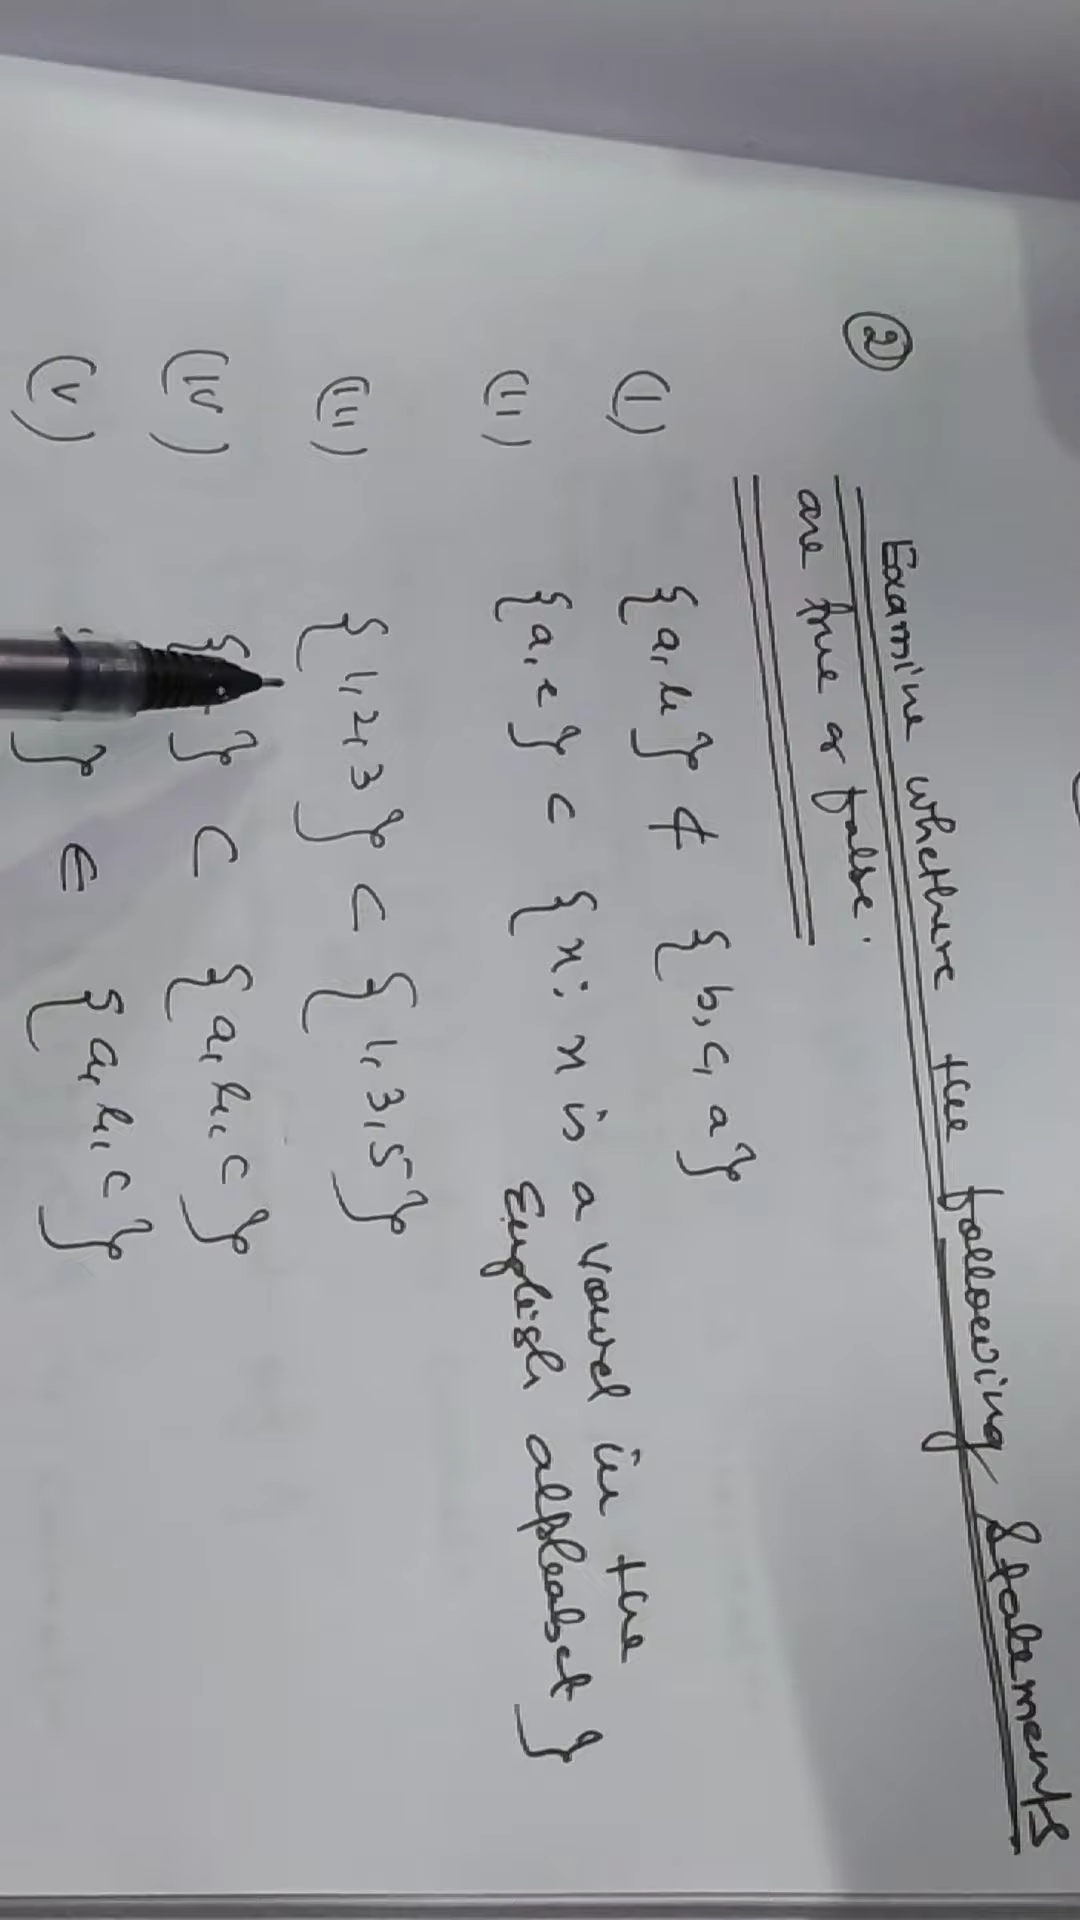 ② Examine whethere the following Statements
are true or false.
(i) {a, b} ⊄ {b, c, a}
(ii) {a, e} ⊂ {x : x is a vowel in the
English alphabet}
(iii) {1, 2, 3} ⊂ {1, 3, 5}
(iv) { } ⊂ {a, b, c}
(v) } ∈ {a, b, c}